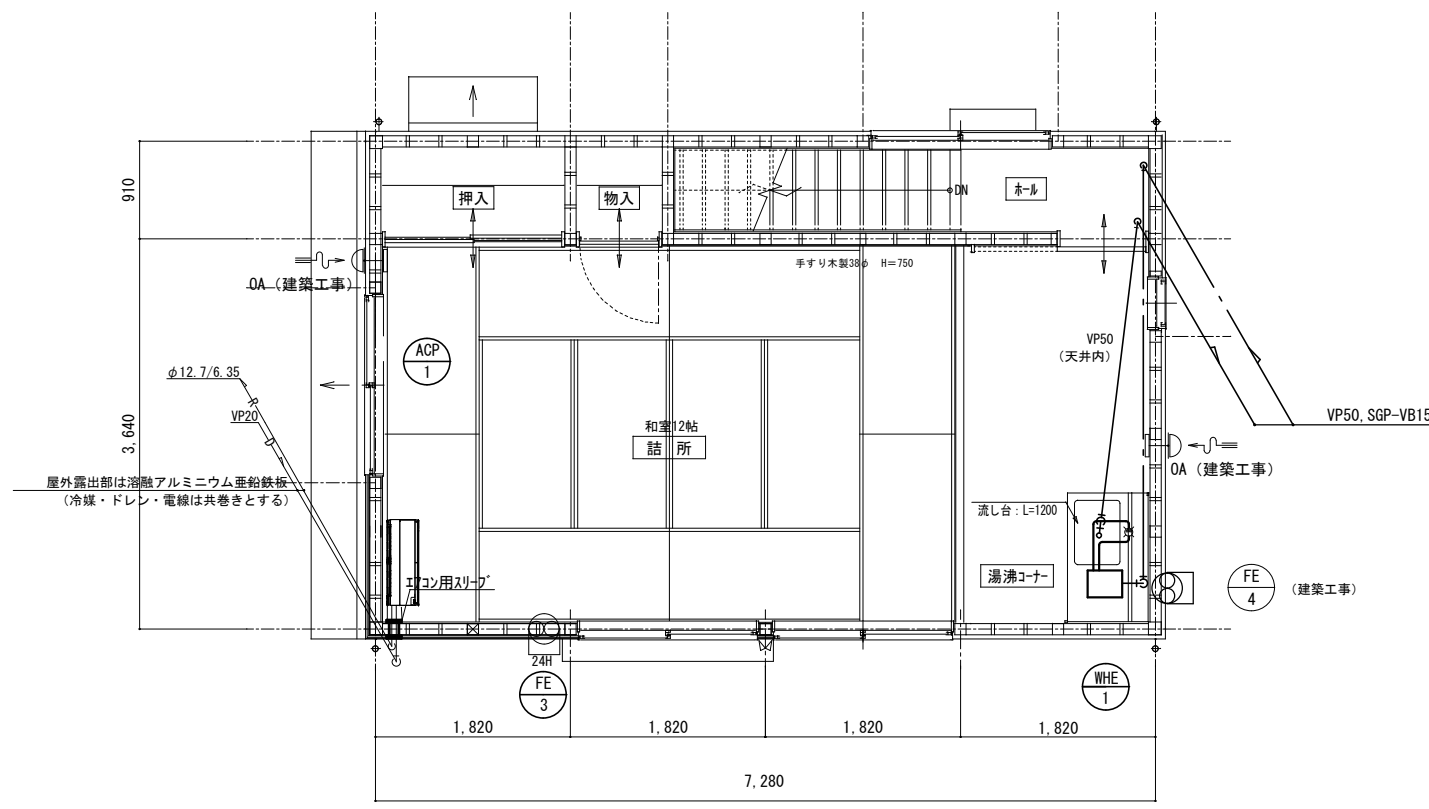 910
押入
物入
DN
ホール
手すり木製38φ H=750
OA（建築工事）
ACP
1
VP50
（天井内）
φ12.7/6.35
R
VP20
D
3,640
和室12帖
詰 所
VP50,SGP-VB15
OA（建築工事）
屋外露出部は溶融アルミニウム亜鉛鉄板
（冷媒・ドレン・電線は共巻きとする）
流し台：L=1200
エアコン用スリーブ
湯沸コーナー
FE
4
（建築工事）
24H
FE
3
WHE
1
1,820
1,820
1,820
1,820
7,280